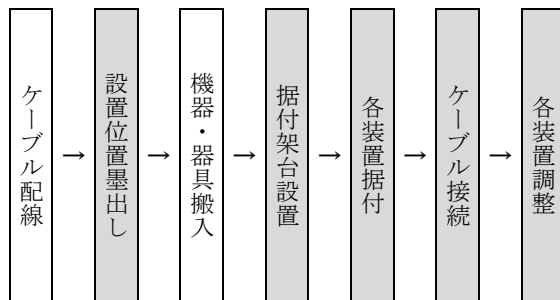 ケーブル配線
→
設置位置墨出し
→
機器・器具搬入
→
据付架台設置
→
各装置据付
→
ケーブル接続
→
各装置調整